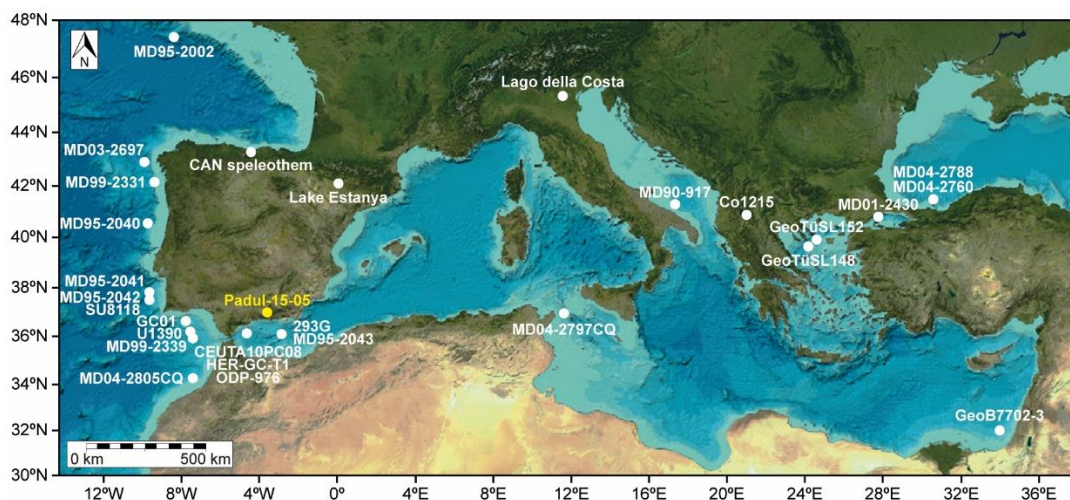 48°N
46°N
44°N
42°N
40°N
38°N
36°N
34°N
32°N
30°N
N
MD95-2002
Lago della Costa
MD03-2697
CAN speleothem
MD99-2331
Lake Estanya
MD95-2040
MD90-917
Co1215
MD04-2788
MD04-2760
MD01-2430
GeoTüSL152
GeoTüSL148
MD95-2041
MD95-2042
SU8118
Padul-15-05
GC01
U1390
MD99-2339
293G
MD95-2043
CEUTA10PC08
HER-GC-T1
ODP-976
MD04-2797CQ
MD04-2805CQ
GeoB7702-3
0 km 500 km
12°W 8°W 4°W 0° 4°E 8°E 12°E 16°E 20°E 24°E 28°E 32°E 36°E